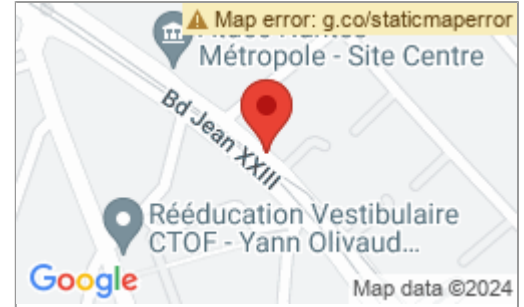 Map error: g.co/staticmaperror
Métropole - Site Centre
Bd Jean XXIII
Rééducation Vestibulaire
CTOF - Yann Olivaud...
Google
Map data ©2024